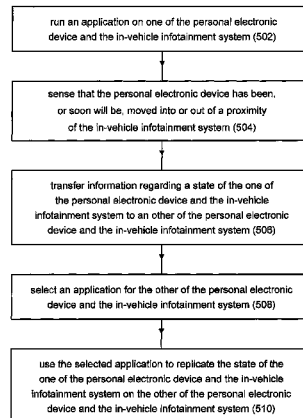 run an application on one of the personal electronic
device and the in-vehicle infotainment system (502)
sense that the personal electronic device has been,
or soon will be, moved into or out of a proximity
of the in-vehicle infotainment system (504)
transfer information regarding a state of the one of
the personal electronic device and the in-vehicle
infotainment system to an other of the personal electronic
device and the in-vehicle infotainment system (506)
select an application for the other of the personal electronic
device and the in-vehicle infotainment system (508)
use the selected application to replicate the state of the
one of the personal electronic device and the in-vehicle
infotainment system on the other of the personal electronic
device and the in-vehicle infotainment system (510)